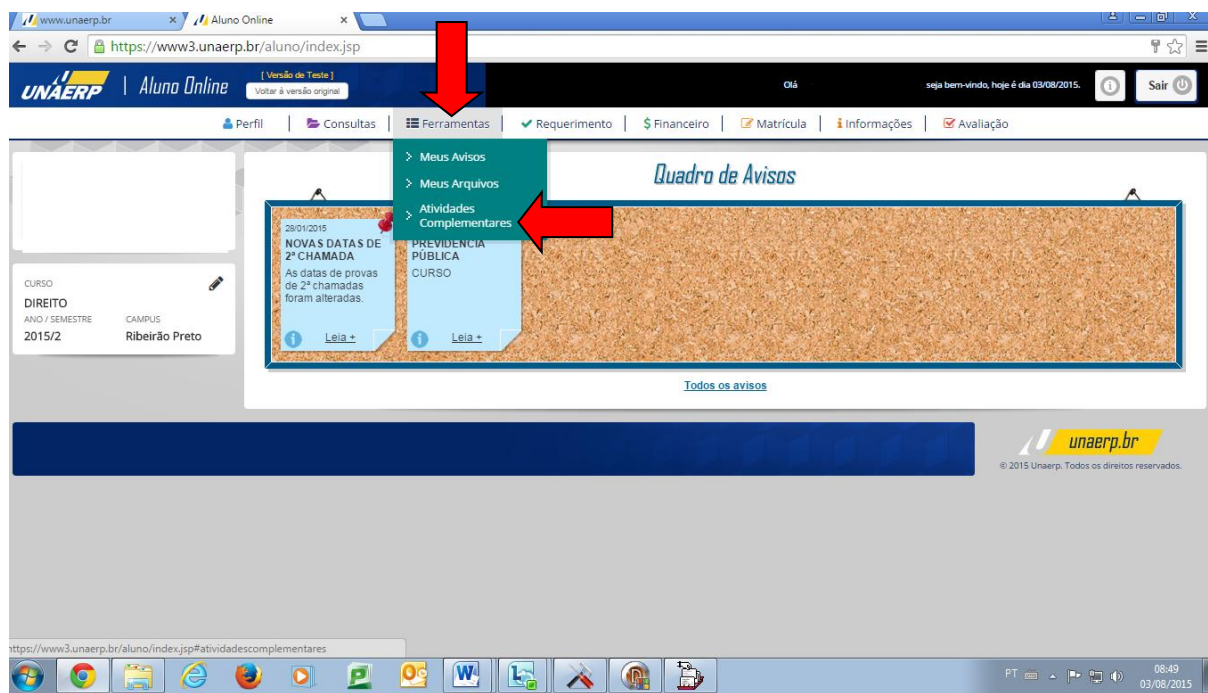 www.unaerp.br
Aluno Online
https://www3.unaerp.br/aluno/index.jsp
UNAERP | Aluno Online
[ Versão de Teste ]
Voltar à versão original
Olá
seja bem-vindo, hoje é dia 03/08/2015.
Sair
Perfil | Consultas | Ferramentas | Requerimento | Financeiro | Matrícula | Informações | Avaliação
> Meus Avisos
> Meus Arquivos
> Atividades
Complementares
Quadro de Avisos
28/01/2015
NOVAS DATAS DE
2ª CHAMADA
As datas de provas
de 2ª chamadas
foram alteradas.
Leia +
PREVIDÊNCIA
PÚBLICA
CURSO
Leia +
CURSO
DIREITO
ANO / SEMESTRE CAMPUS
2015/2 Ribeirão Preto
Todos os avisos
unaerp.br
© 2015 Unaerp. Todos os direitos reservados.
https://www3.unaerp.br/aluno/index.jsp#atividadescomplementares
PT
08:49
03/08/2015